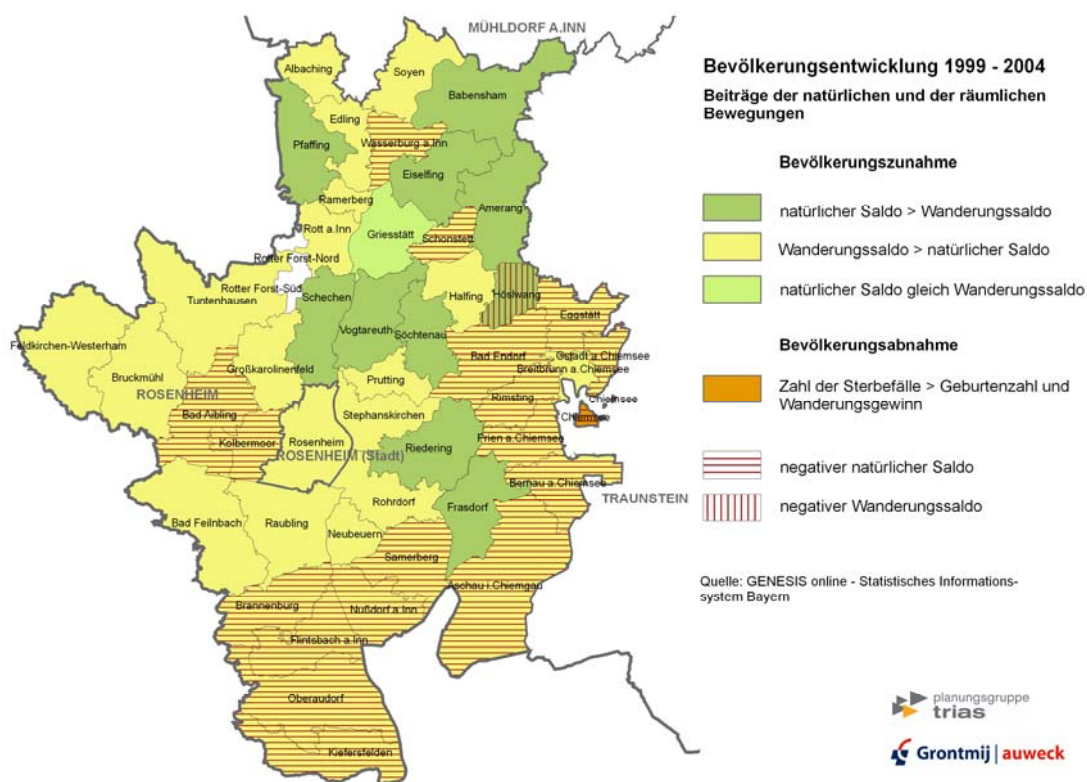 MÜHLDORF A.INN
Albaching
Soyen
Babensham
Edling
Wasserburg a.Inn
Pfaffing
Eiselfing
Ramerberg
Amerang
Rott a.Inn
Griesstätt
Schonstett
Rotter Forst-Nord
Rotter Forst-Süd
Tuntenhausen
Schechen
Halfing
Höslwang
Eggstätt
Vogtareuth
Söchtenau
Feldkirchen-Westerham
Bad Endorf
Gstadt a.Chiemsee
Breitbrunn a.Chiemsee
Großkarolinenfeld
Bruckmühl
Prutting
ROSENHEIM
Rimsting
Chiemsee
Bad Aibling
Stephanskirchen
Chiemsee
Kolbermoor
Rosenheim
Prien a.Chiemsee
Riedering
ROSENHEIM (Stadt)
Bernau a.Chiemsee
TRAUNSTEIN
Rohrdorf
Frasdorf
Bad Feilnbach
Raubling
Neubeuern
Samerberg
Aschau i.Chiemgau
Brannenburg
Nußdorf a.Inn
Flintsbach a.Inn
Oberaudorf
Kiefersfelden
Bevölkerungsentwicklung 1999 - 2004
Beiträge der natürlichen und der räumlichen
Bewegungen
Bevölkerungszunahme
natürlicher Saldo > Wanderungssaldo
Wanderungssaldo > natürlicher Saldo
natürlicher Saldo gleich Wanderungssaldo
Bevölkerungsabnahme
Zahl der Sterbefälle > Geburtenzahl und
Wanderungsgewinn
negativer natürlicher Saldo
negativer Wanderungssaldo
Quelle: GENESIS online - Statistisches Informations-
system Bayern
planungsgruppe
trias
Grontmij | auweck